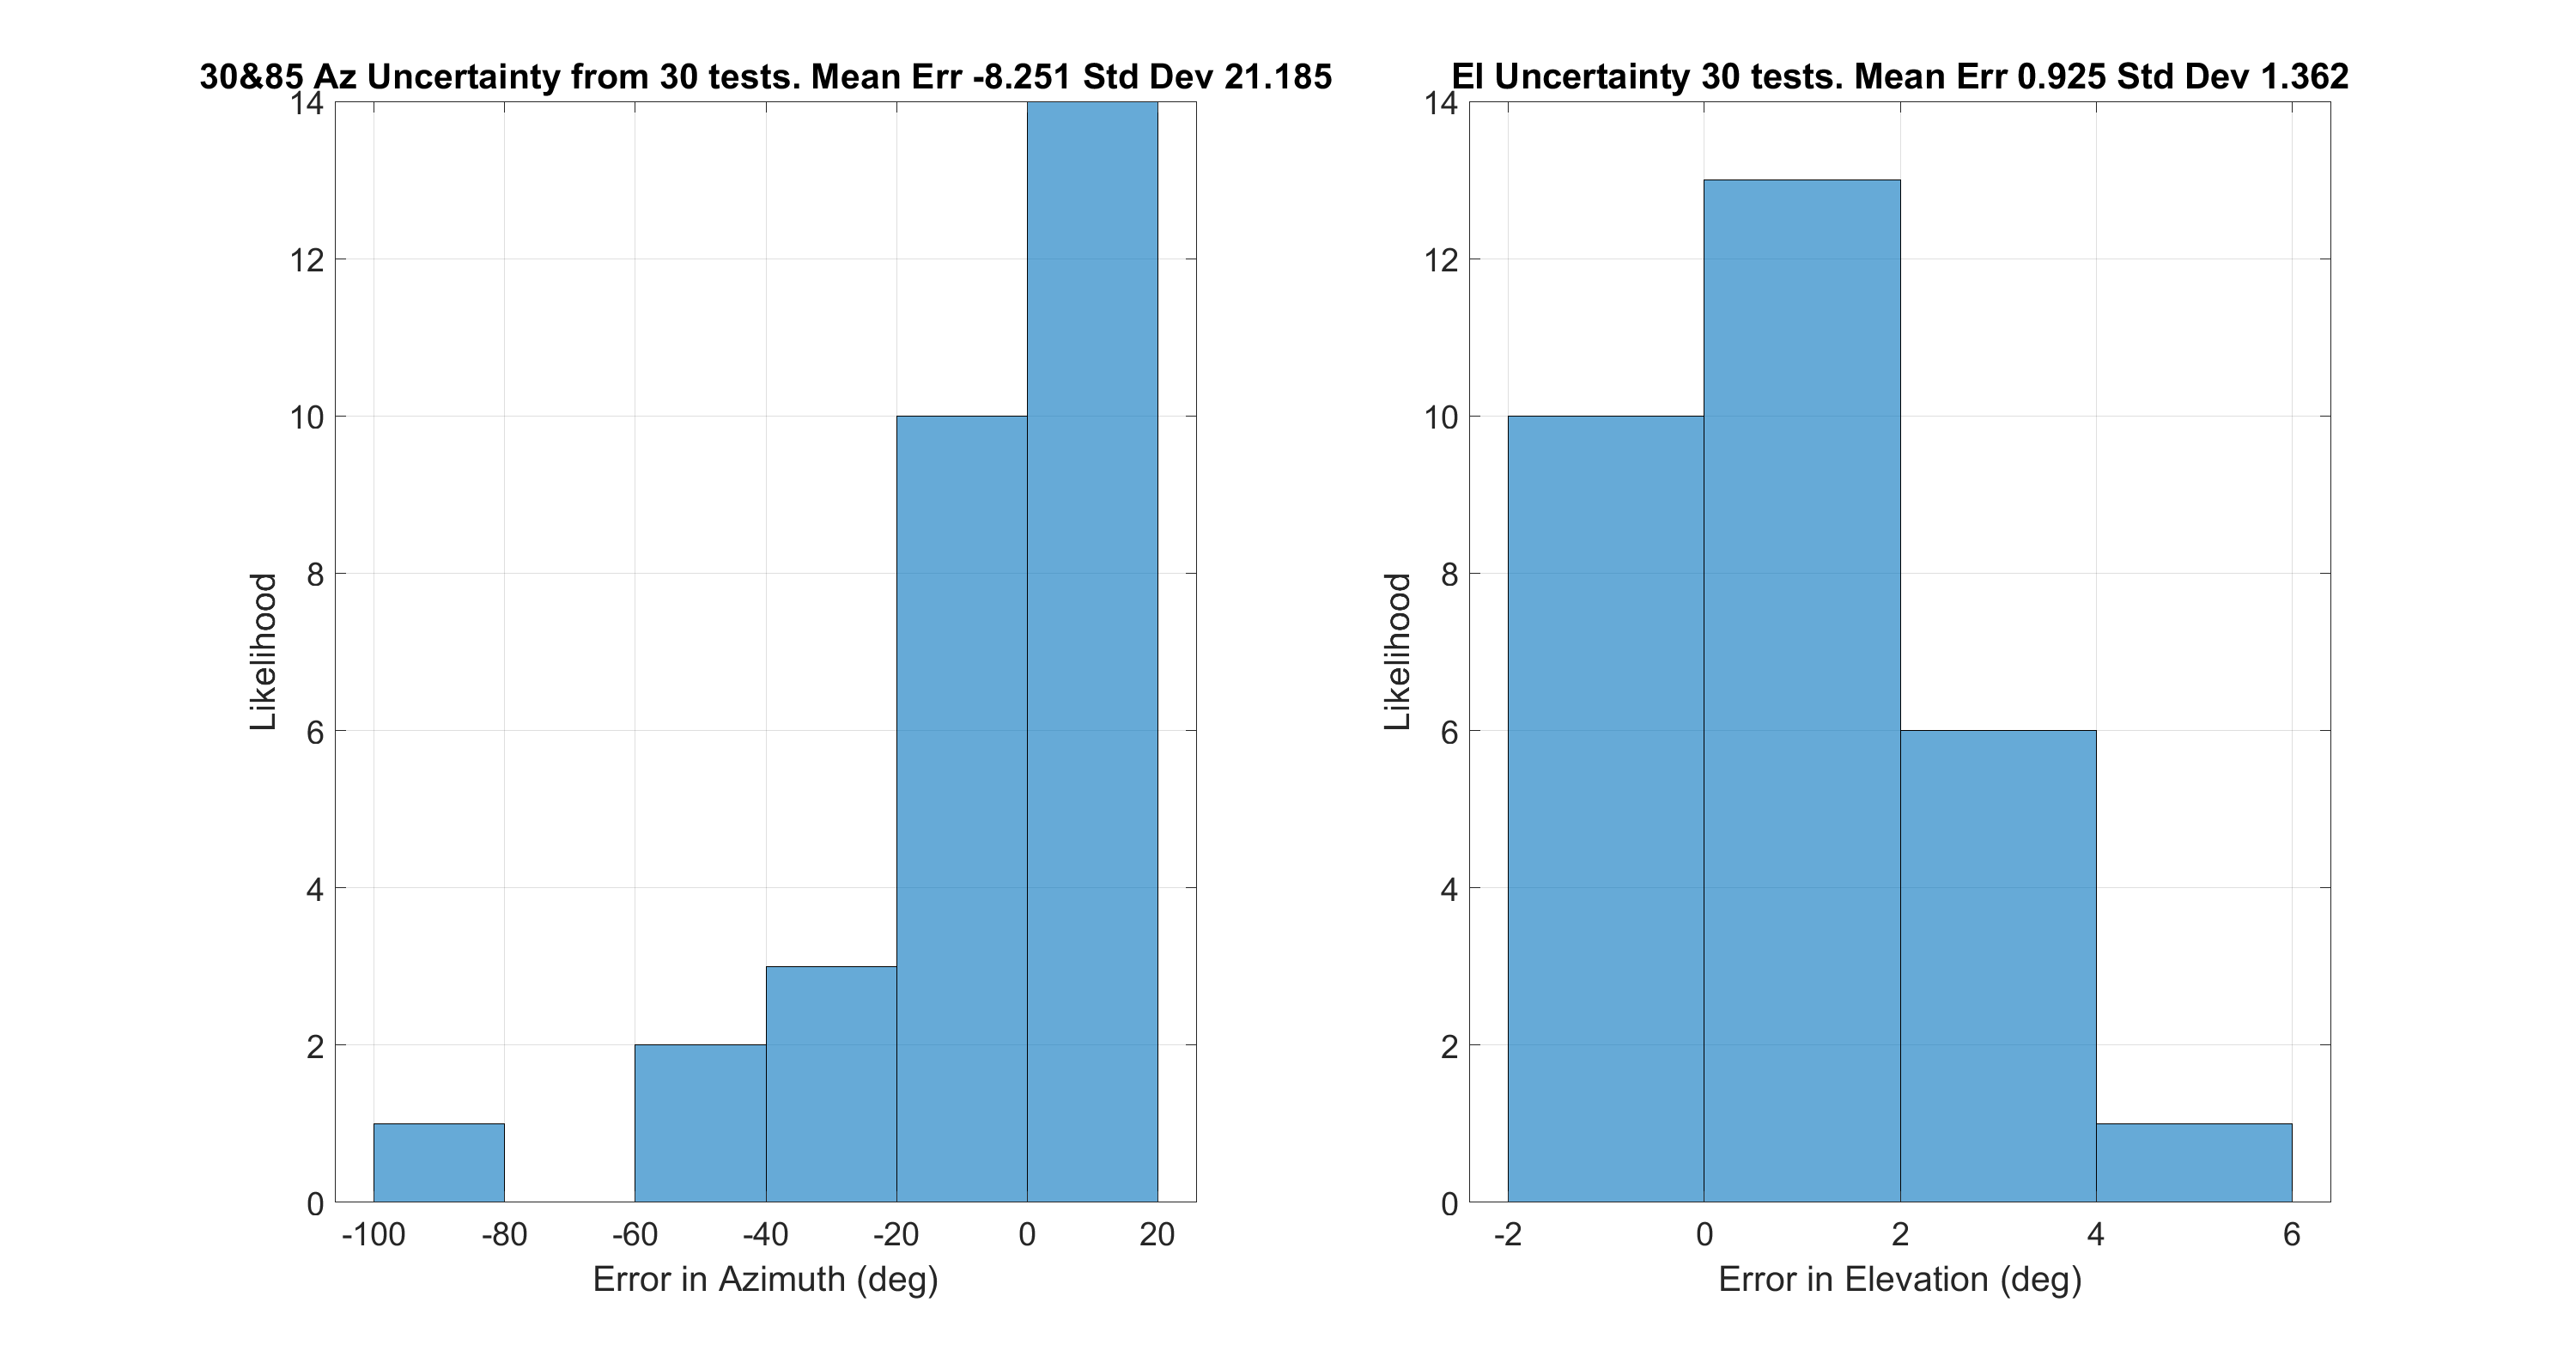 30&85 Az Uncertainty from 30 tests. Mean Err -8.251 Std Dev 21.185
14
12
10
8
6
4
2
0
Likelihood
-100 -80 -60 -40 -20 0 20
Error in Azimuth (deg)
El Uncertainty 30 tests. Mean Err 0.925 Std Dev 1.362
14
12
10
8
6
4
2
0
Likelihood
-2 0 2 4 6
Error in Elevation (deg)